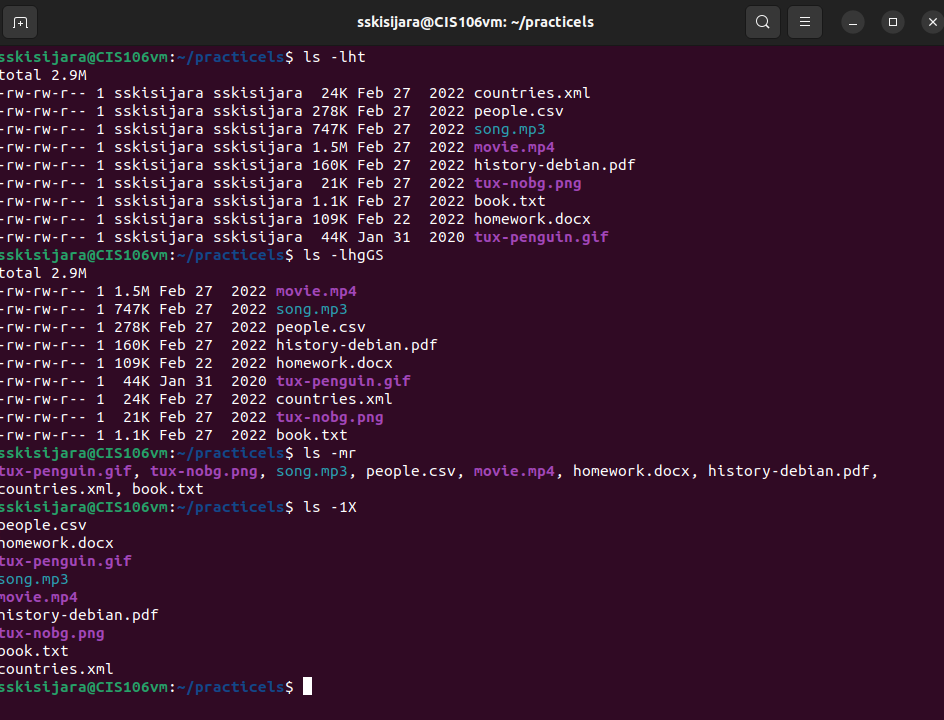 sskisijara@CIS106vm: ~/practicels
sskisijara@CIS106vm:~/practicels$ ls -lht
total 2.9M
-rw-rw-r-- 1 sskisijara sskisijara  24K Feb 27  2022 countries.xml
-rw-rw-r-- 1 sskisijara sskisijara 278K Feb 27  2022 people.csv
-rw-rw-r-- 1 sskisijara sskisijara 747K Feb 27  2022 song.mp3
-rw-rw-r-- 1 sskisijara sskisijara 1.5M Feb 27  2022 movie.mp4
-rw-rw-r-- 1 sskisijara sskisijara 160K Feb 27  2022 history-debian.pdf
-rw-rw-r-- 1 sskisijara sskisijara  21K Feb 27  2022 tux-nobg.png
-rw-rw-r-- 1 sskisijara sskisijara 1.1K Feb 27  2022 book.txt
-rw-rw-r-- 1 sskisijara sskisijara 109K Feb 22  2022 homework.docx
-rw-rw-r-- 1 sskisijara sskisijara  44K Jan 31  2020 tux-penguin.gif
sskisijara@CIS106vm:~/practicels$ ls -lhgGS
total 2.9M
-rw-rw-r-- 1 1.5M Feb 27  2022 movie.mp4
-rw-rw-r-- 1 747K Feb 27  2022 song.mp3
-rw-rw-r-- 1 278K Feb 27  2022 people.csv
-rw-rw-r-- 1 160K Feb 27  2022 history-debian.pdf
-rw-rw-r-- 1 109K Feb 22  2022 homework.docx
-rw-rw-r-- 1  44K Jan 31  2020 tux-penguin.gif
-rw-rw-r-- 1  24K Feb 27  2022 countries.xml
-rw-rw-r-- 1  21K Feb 27  2022 tux-nobg.png
-rw-rw-r-- 1 1.1K Feb 27  2022 book.txt
sskisijara@CIS106vm:~/practicels$ ls -mr
tux-penguin.gif, tux-nobg.png, song.mp3, people.csv, movie.mp4, homework.docx, history-debian.pdf,
countries.xml, book.txt
sskisijara@CIS106vm:~/practicels$ ls -1X
people.csv
homework.docx
tux-penguin.gif
song.mp3
movie.mp4
history-debian.pdf
tux-nobg.png
book.txt
countries.xml
sskisijara@CIS106vm:~/practicels$